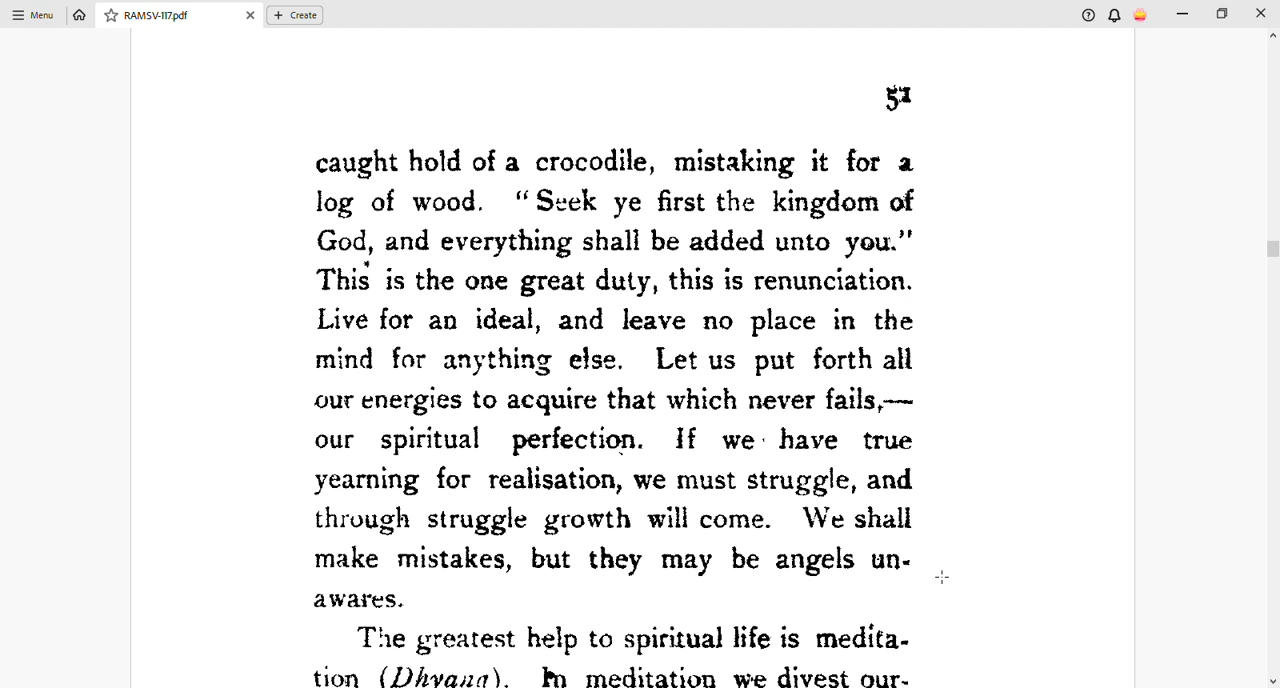 Menu
RAMSV-117.pdf
Create
51
caught hold of a crocodile, mistaking it for a
log of wood. “Seek ye first the kingdom of
God, and everything shall be added unto you.”
This is the one great duty, this is renunciation.
Live for an ideal, and leave no place in the
mind for anything else. Let us put forth all
our energies to acquire that which never fails,—
our spiritual perfection. If we have true
yearning for realisation, we must struggle, and
through struggle growth will come. We shall
make mistakes, but they may be angels un-
awares.
The greatest help to spiritual life is medita-
tion (Dhyana). In meditation we divest our-